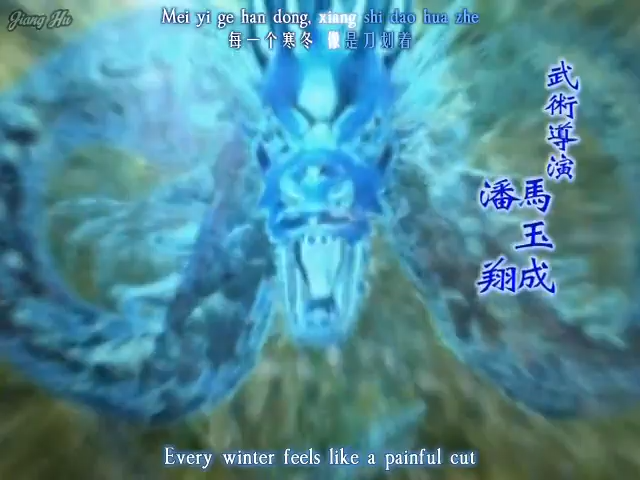 Jiang Hu
Mei yi ge han dong, xiang shi dao hua zhe
每一个寒冬 像是刀划着
武術導演
馬玉成
潘翔
Every winter feels like a painful cut